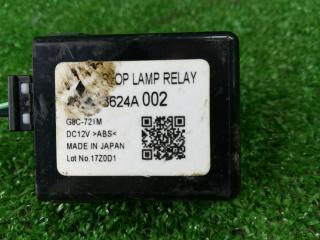 STOP LAMP RELAY
8624A 002
G8C-721M
DC12V >ABS<
MADE IN JAPAN
Lot No.17Z0D1